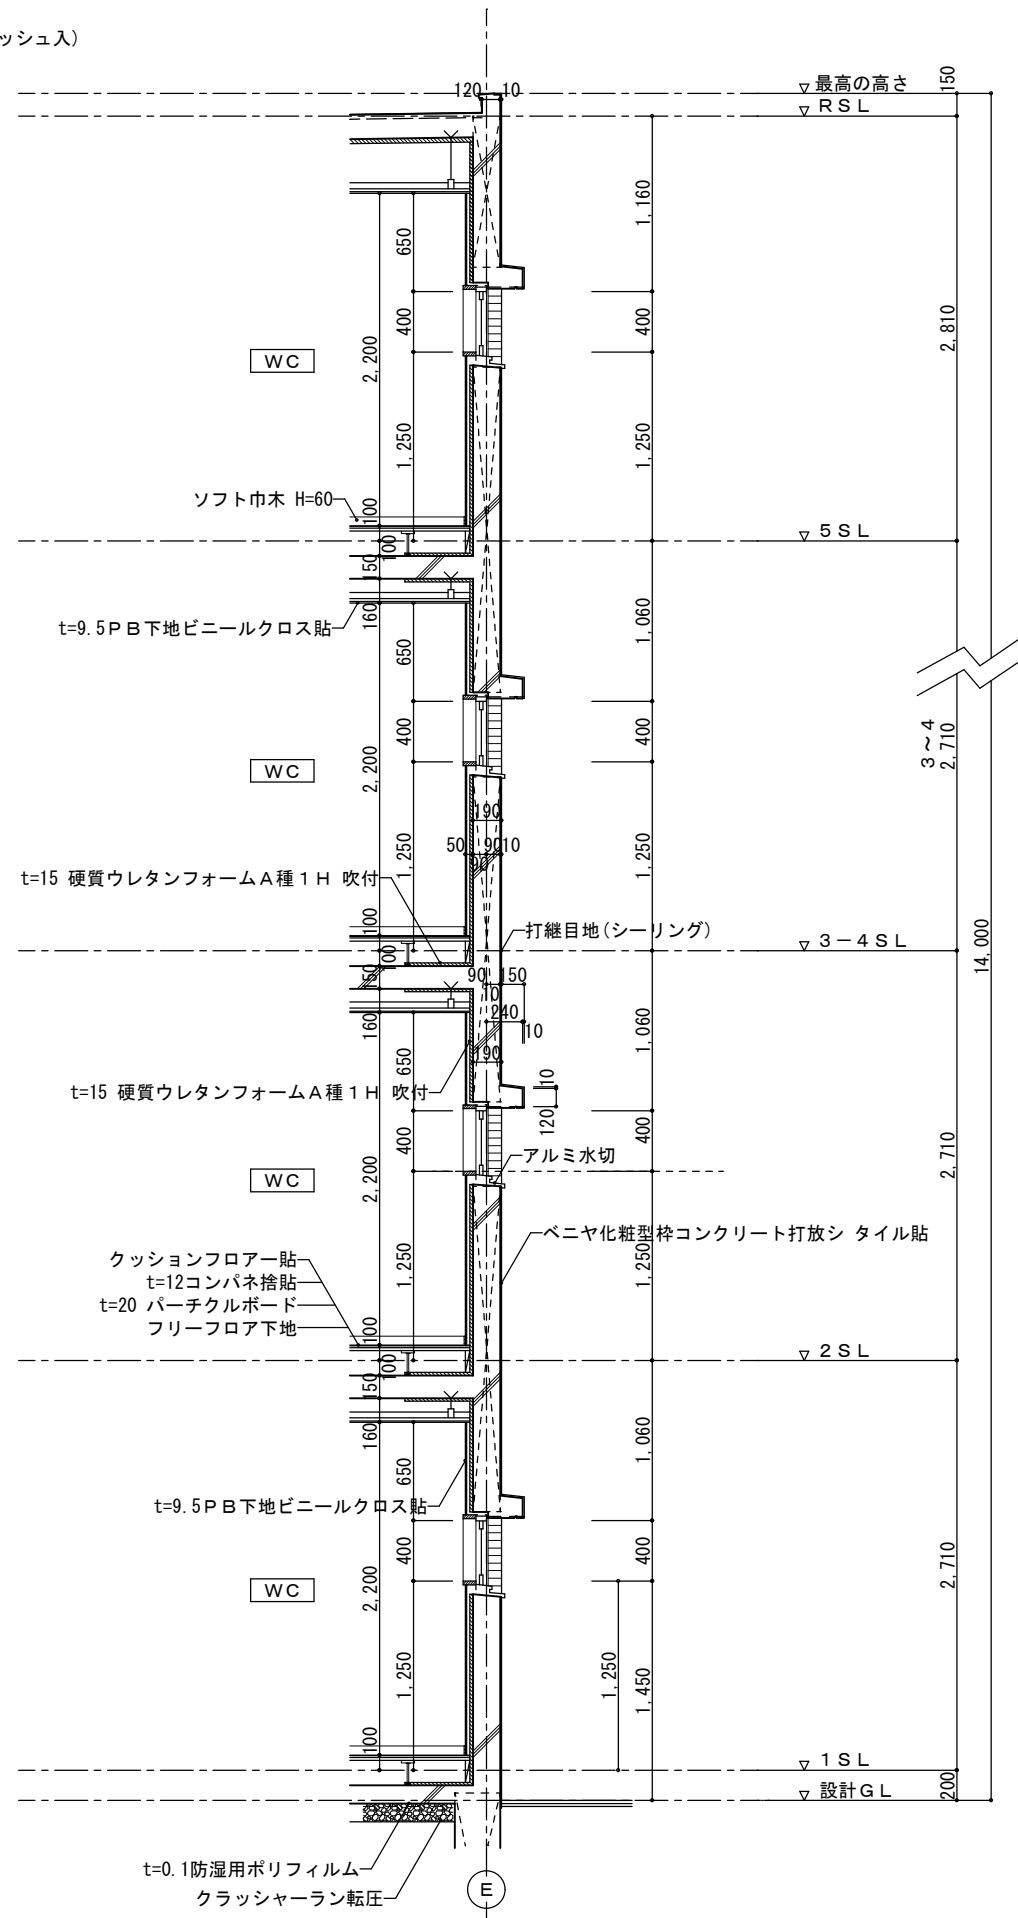 ッシュ入)
120
10
▽ 最高の高さ
150
▽ RSL
1,160
650
400
400
2,810
WC
2,200
1,250
1,250
ソフト巾木 H=60
100
▽ 5SL
100
150
160
t=9.5PB下地ビニールクロス貼
650
1,060
400
400
3~4
2,710
WC
2,200
190
50
90
10
90
1,250
1,250
t=15 硬質ウレタンフォームA種1H 吹付
100
打継目地(シーリング)
▽ 3-4SL
14,000
100
150
90
150
10
240
10
160
190
1,060
650
t=15 硬質ウレタンフォームA種1H 吹付
10
120
400
400
2,710
アルミ水切
WC
2,200
ベニヤ化粧型枠コンクリート打放シ タイル貼
クッションフロアー貼
t=12コンパネ捨貼
t=20 パーチクルボード
フリーフロア下地
1,250
1,250
100
▽ 2SL
100
150
160
1,060
650
t=9.5PB下地ビニールクロス貼
400
400
2,710
WC
2,200
1,250
1,250
1,450
100
▽ 1SL
200
▽ 設計GL
t=0.1防湿用ポリフィルム
クラッシャーラン転圧
E